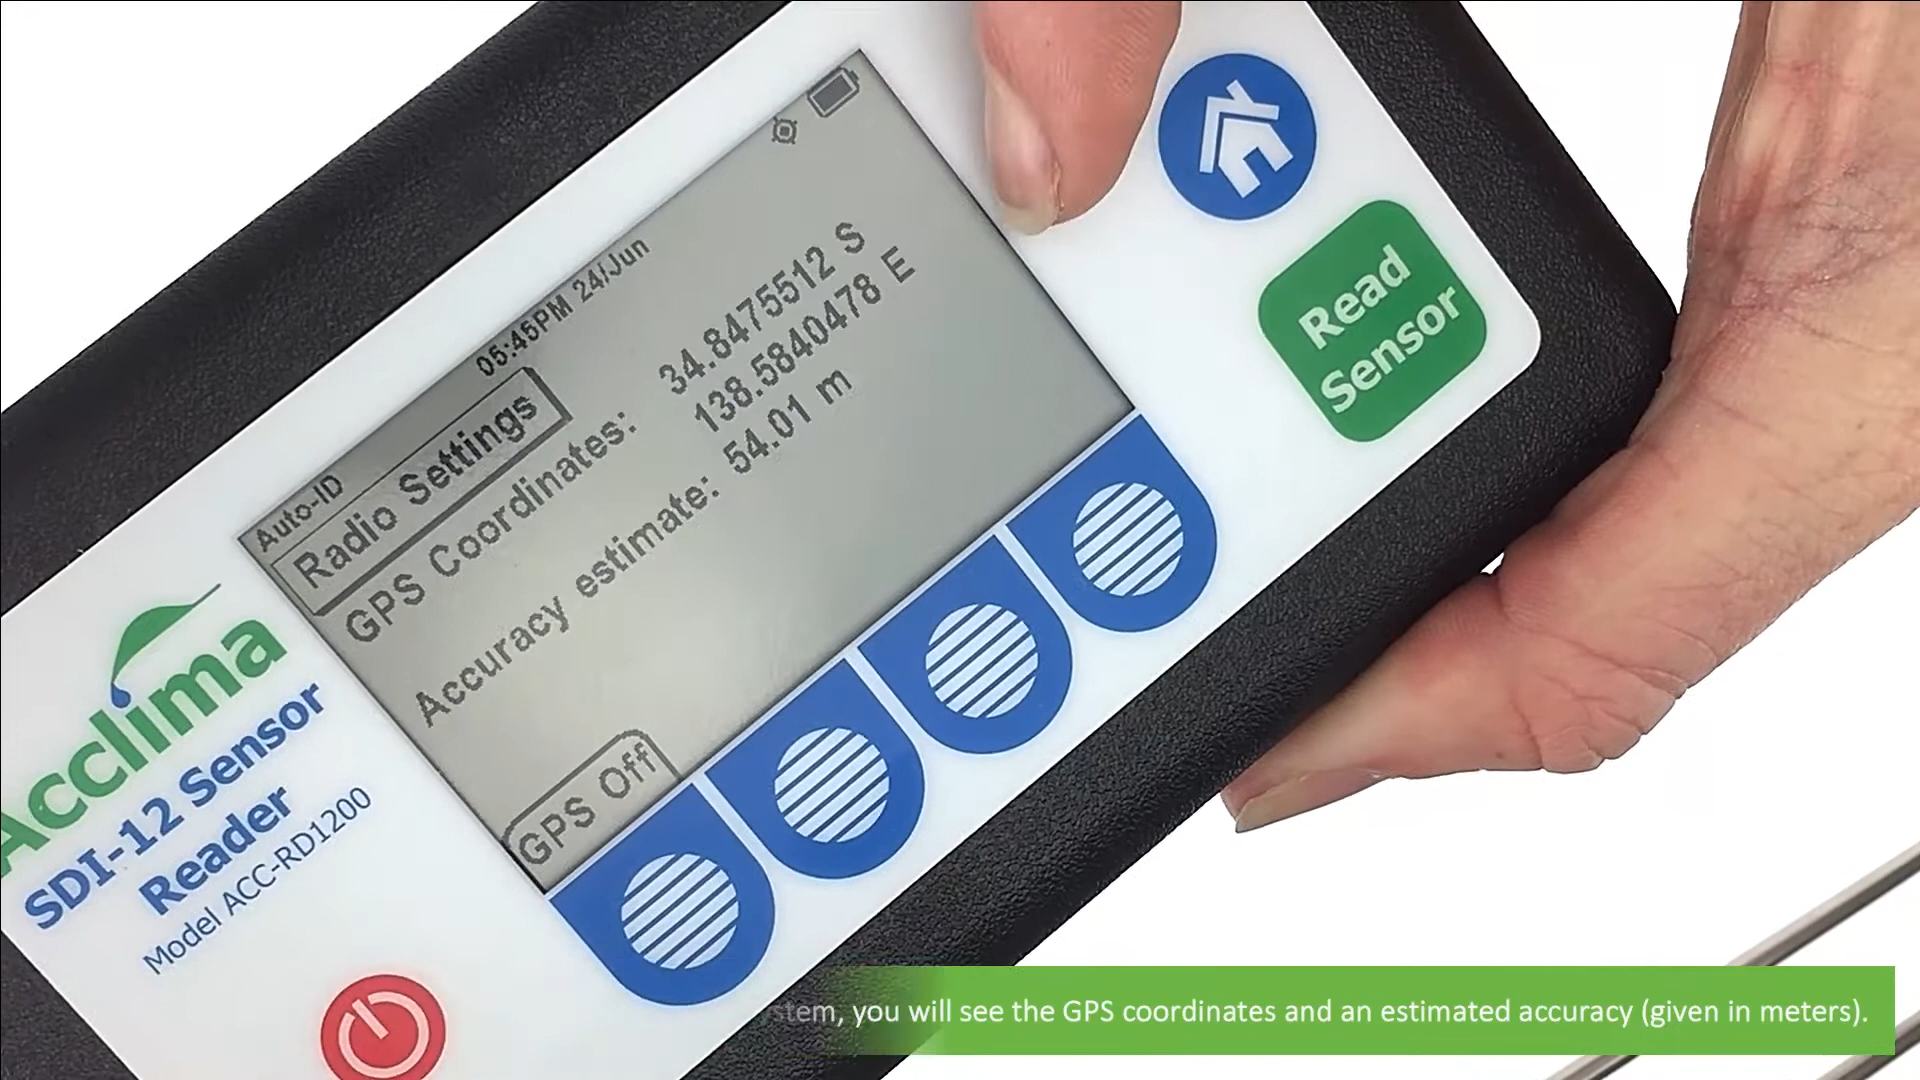 Auto-ID
05:45PM 24/Jun
Radio Settings
GPS Coordinates: 34.8475512 S
138.5840478 E
Accuracy estimate: 54.01 m
GPS Off
Read
Sensor
Acclima
SDI-12 Sensor
Reader
Model ACC-RD1200
you will see the GPS coordinates and an estimated accuracy (given in meters).